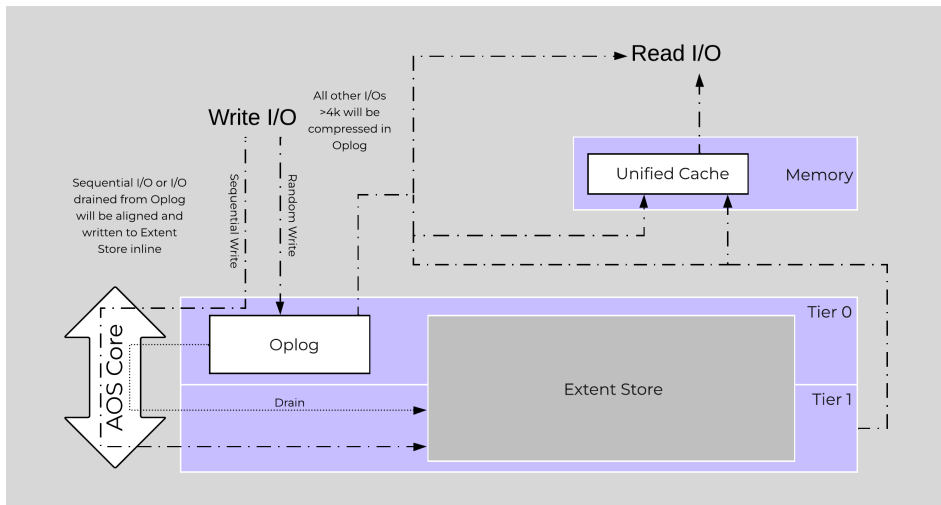 Read I/O
Write I/O
All other I/Os
>4k will be
compressed in
Oplog
Unified Cache
Memory
Sequential I/O or I/O
drained from Oplog
will be aligned and
written to Extent
Store inline
Sequential Write
Random Write
Tier 0
Oplog
AOS Core
Extent Store
Tier 1
Drain